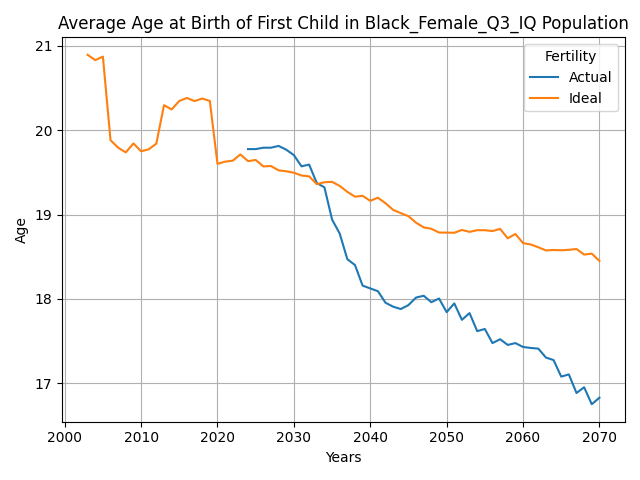 Average Age at Birth of First Child in Black_Female_Q3_IQ Population
Fertility
Actual
Ideal
Age
21
20
19
18
17
2000 2010 2020 2030 2040 2050 2060 2070
Years